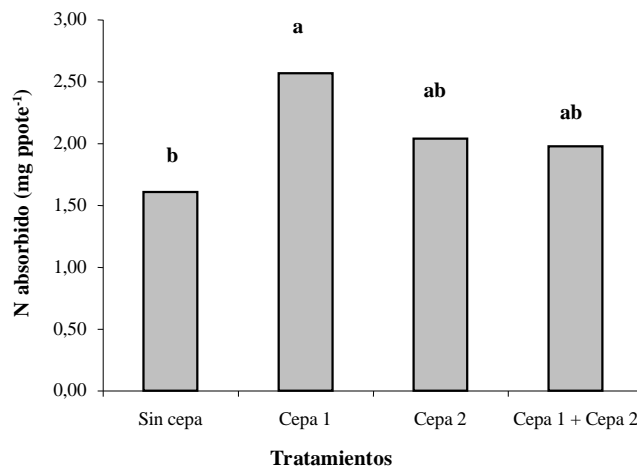 3,00
2,50
2,00
1,50
1,00
0,50
0,00
N absorbido (mg ppote⁻¹)
b
a
ab
ab
Sin cepa
Cepa 1
Cepa 2
Cepa 1 + Cepa 2
Tratamientos